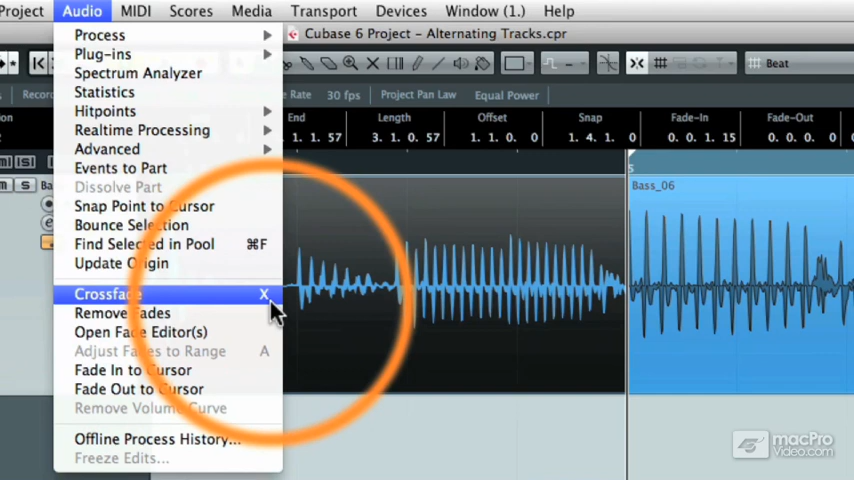 Project Audio MIDI Scores Media Transport Devices Window (1.) Help
Cubase 6 Project - Alternating Tracks.cpr
Process
Plug-ins
Spectrum Analyzer
Statistics
Hitpoints
Realtime Processing
Advanced
Events to Part
Dissolve Part
Snap Point to Cursor
Bounce Selection
Find Selected in Pool ⌘F
Update Origin
Crossfade X
Remove Fades
Open Fade Editor(s)
Adjust Fades to Range A
Fade In to Cursor
Fade Out to Cursor
Remove Volume Curve
Offline Process History...
Freeze Edits...
Beat
Recor
Rate 30 fps Project Pan Law Equal Power
End Length Offset Snap Fade-In Fade-Out
1. 1. 57 3. 1. 0. 57 0. 1. 1. 0 1. 4. 1. 0 0. 0. 1. 15 0. 0. 0. 0
5
m S Ba
Bass_06
macPro
Video.com